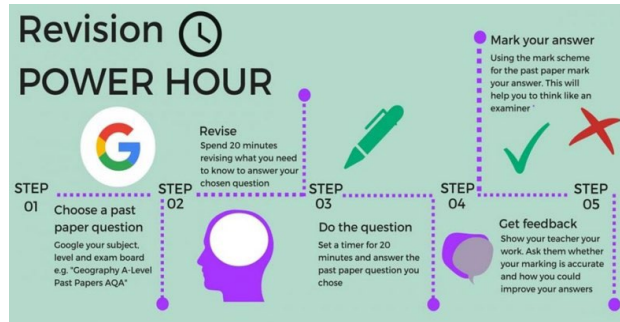 Revision
POWER HOUR
STEP
01
Choose a past
paper question
Google your subject,
level and exam board
e.g. "Geography A-Level
Past Papers AQA"
STEP
02
Revise
Spend 20 minutes
revising what you need
to know to answer your
chosen question
STEP
03
Do the question
Set a timer for 20
minutes and answer the
past paper question you
chose
STEP
04
Mark your answer
Using the mark scheme
for the past paper mark
your answer. This will
help you to think like an
examiner `
STEP
05
Get feedback
Show your teacher your
work. Ask them whether
your marking is accurate
and how you could
improve your answers